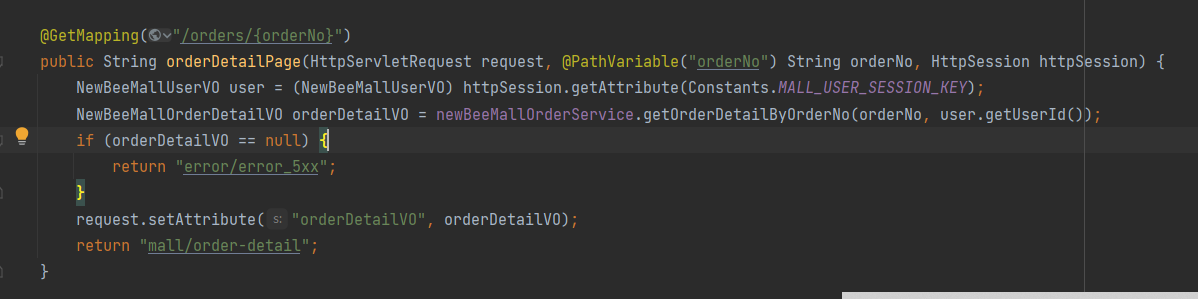 @GetMapping("/orders/{orderNo}")
public String orderDetailPage(HttpServletRequest request, @PathVariable("orderNo") String orderNo, HttpSession httpSession) {
NewBeeMallUserVO user = (NewBeeMallUserVO) httpSession.getAttribute(Constants.MALL_USER_SESSION_KEY);
NewBeeMallOrderDetailVO orderDetailVO = newBeeMallOrderService.getOrderDetailByOrderNo(orderNo, user.getUserId());
if (orderDetailVO == null) {
return "error/error_5xx";
}
request.setAttribute( s: "orderDetailVO", orderDetailVO);
return "mall/order-detail";
}